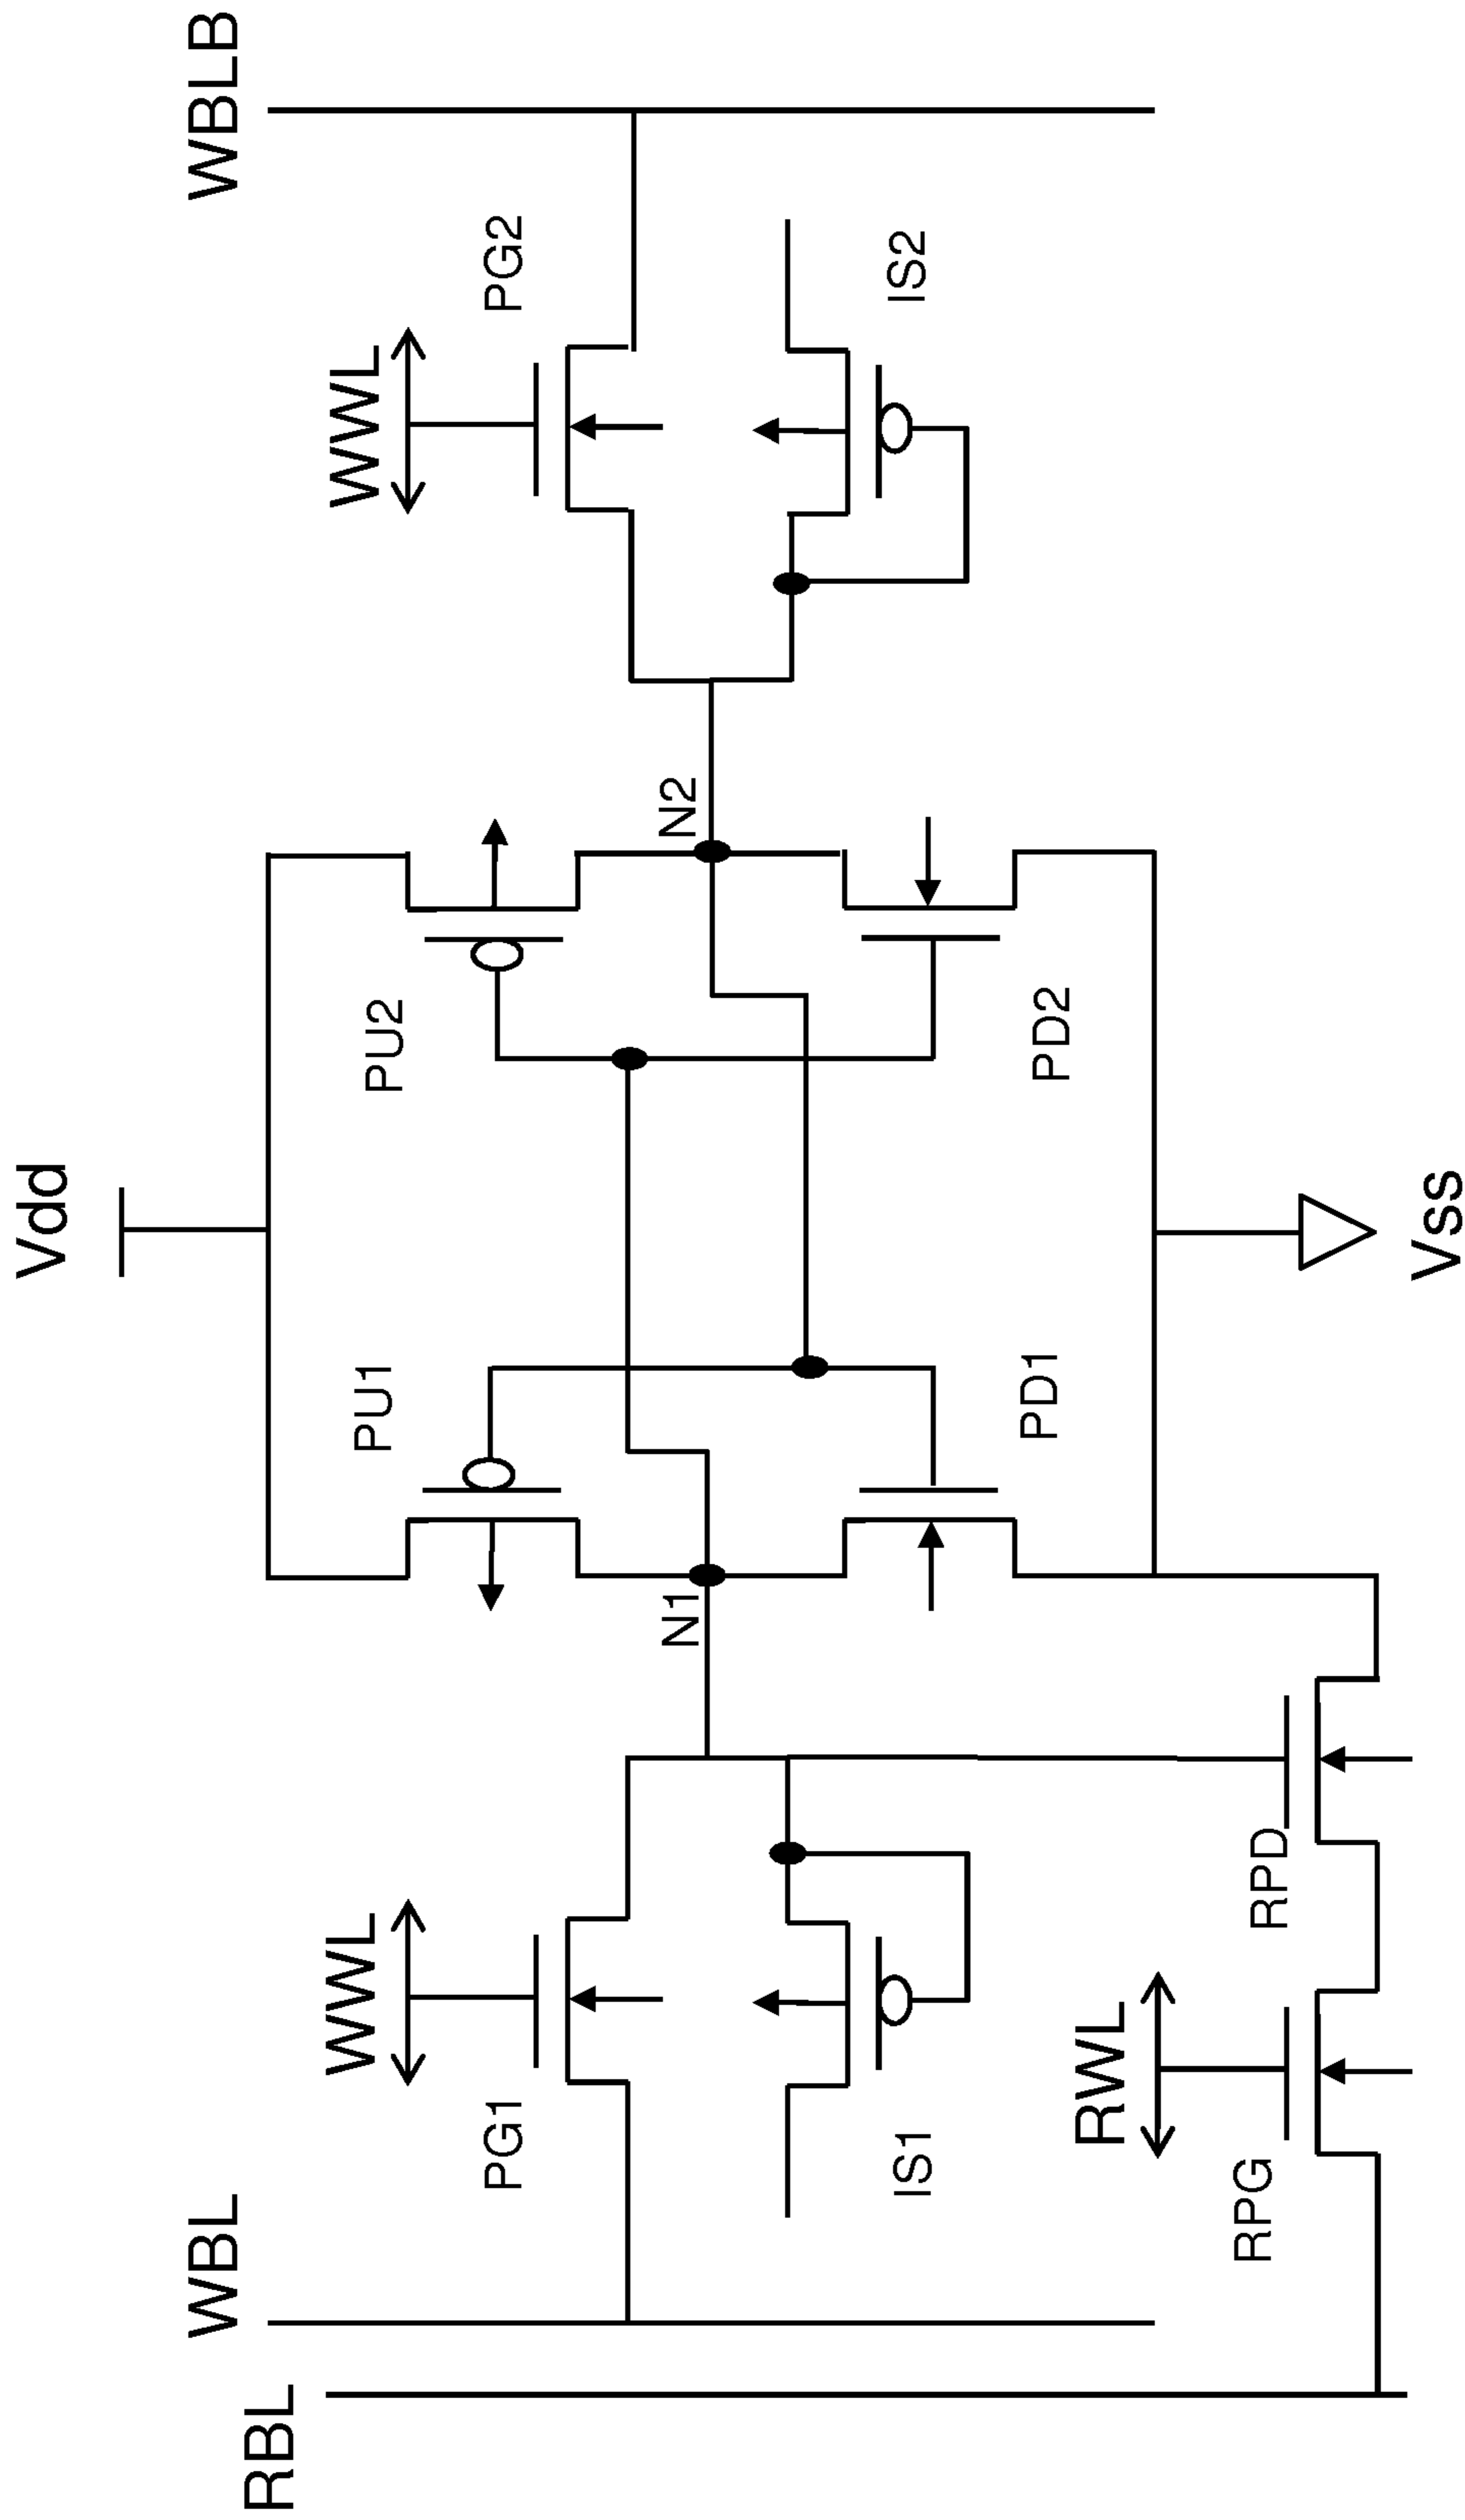 Vdd
WBL
WBLB
RBL
WWL
WWL
PU1
PU2
PG1
PG2
N1
N2
IS1
IS2
PD1
PD2
RWL
RPG
RPD
Vss